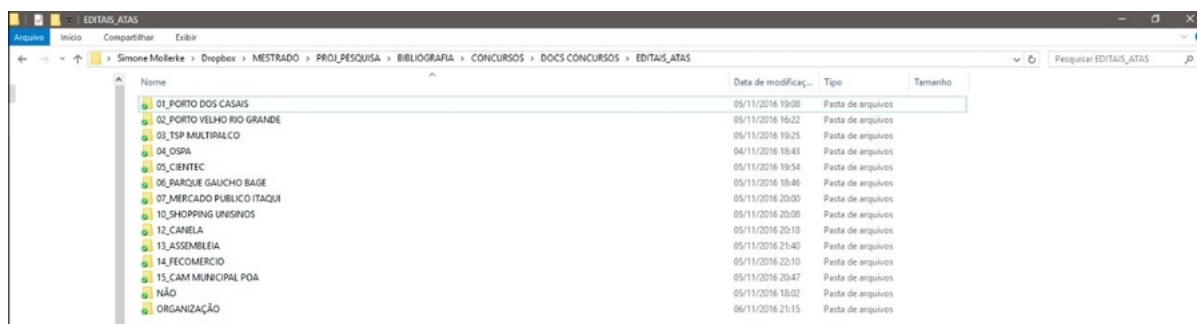 EDITAIS_ATAS
Arquivo Início Compartilhar Exibir
Simone Mollerke > Dropbox > MESTRADO > PROJ_PESQUISA > BIBLIOGRAFIA > CONCURSOS > DOCS CONCURSOS > EDITAIS_ATAS Pesquisar EDITAIS_ATAS
Nome Data de modificaç... Tipo Tamanho
01_PORTO DOS CASAIS 05/11/2016 19:08 Pasta de arquivos
02_PORTO VELHO RIO GRANDE 05/11/2016 16:22 Pasta de arquivos
03_TSP MULTIPALCO 05/11/2016 19:25 Pasta de arquivos
04_OSPA 04/11/2016 18:43 Pasta de arquivos
05_CIENTEC 05/11/2016 19:54 Pasta de arquivos
06_PARQUE GAUCHO BAGE 05/11/2016 18:46 Pasta de arquivos
07_MERCADO PUBLICO ITAQUI 05/11/2016 20:00 Pasta de arquivos
10_SHOPPING UNISINOS 05/11/2016 20:08 Pasta de arquivos
12_CANELA 05/11/2016 20:18 Pasta de arquivos
13_ASSEMBLEIA 05/11/2016 21:40 Pasta de arquivos
14_FECOMERCIO 05/11/2016 22:10 Pasta de arquivos
15_CAM MUNICIPAL POA 05/11/2016 20:47 Pasta de arquivos
NÃO 05/11/2016 18:02 Pasta de arquivos
ORGANIZAÇÃO 06/11/2016 21:15 Pasta de arquivos